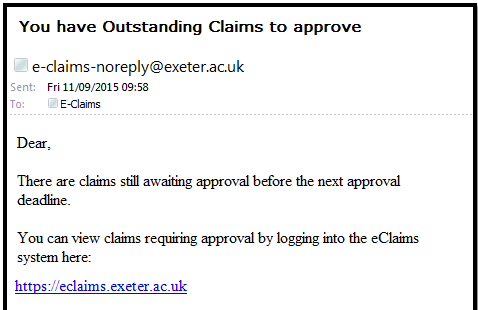 You have Outstanding Claims to approve
e-claims-noreply@exeter.ac.uk
Sent: Fri 11/09/2015 09:58
To: E-Claims
Dear,
There are claims still awaiting approval before the next approval
deadline.
You can view claims requiring approval by logging into the eClaims
system here:
https://eclaims.exeter.ac.uk